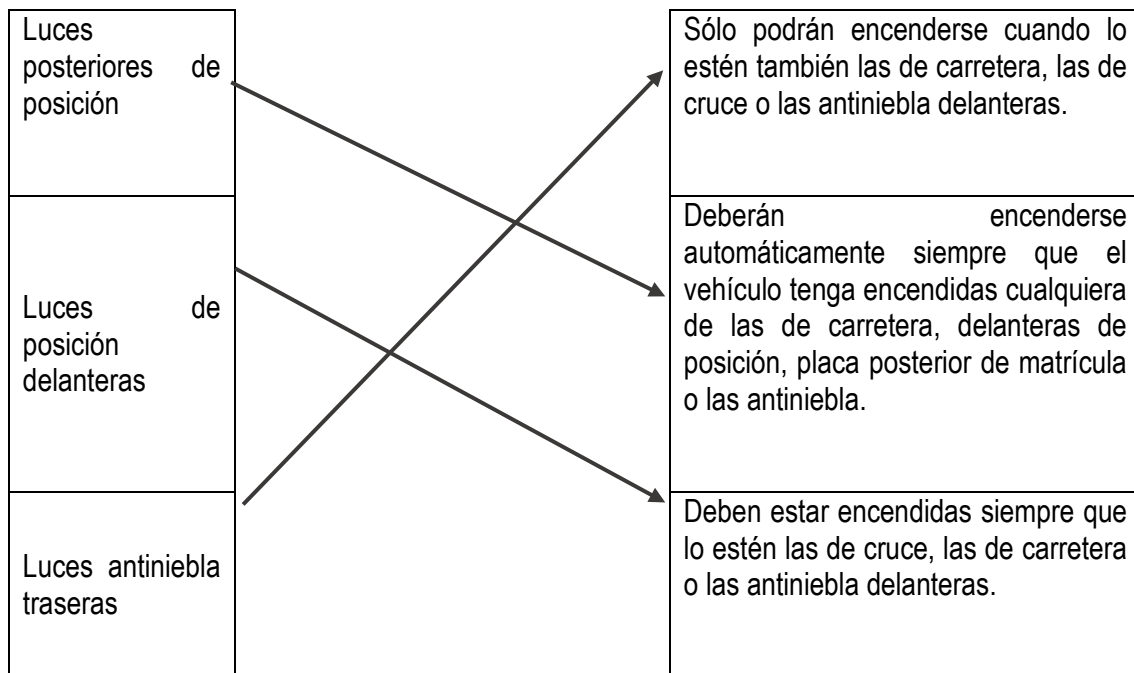 Luces
posteriores de
posición
Sólo podrán encenderse cuando lo
estén también las de carretera, las de
cruce o las antiniebla delanteras.
Luces de
posición
delanteras
Deberán encenderse
automáticamente siempre que el
vehículo tenga encendidas cualquiera
de las de carretera, delanteras de
posición, placa posterior de matrícula
o las antiniebla.
Luces antiniebla
traseras
Deben estar encendidas siempre que
lo estén las de cruce, las de carretera
o las antiniebla delanteras.